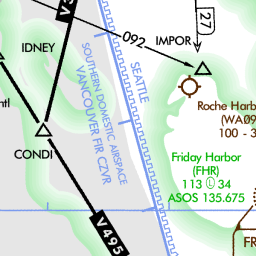 V4
092
27
IMPOR
IDNEY
SEATTLE
SOUTHERN DOMESTIC AIRSPACE
VANCOUVER FIR CZVR
Roche Harb
(WA09
100 - 3
CONDI
Friday Harbor
(FHR)
113 34
ASOS 135.675
V495
FR